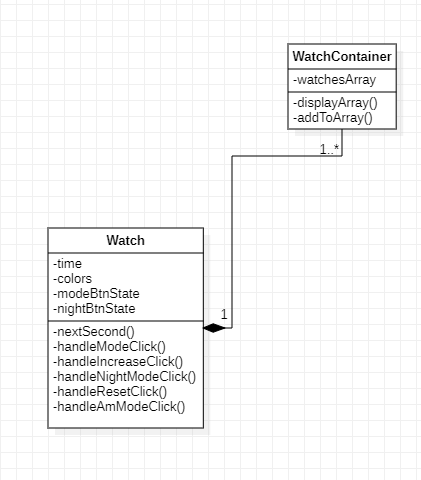 WatchContainer
-watchesArray
-displayArray()
-addToArray()
1..*
Watch
-time
-colors
-modeBtnState
-nightBtnState
-nextSecond()
-handleModeClick()
-handleIncreaseClick()
-handleNightModeClick()
-handleResetClick()
-handleAmModeClick()
1